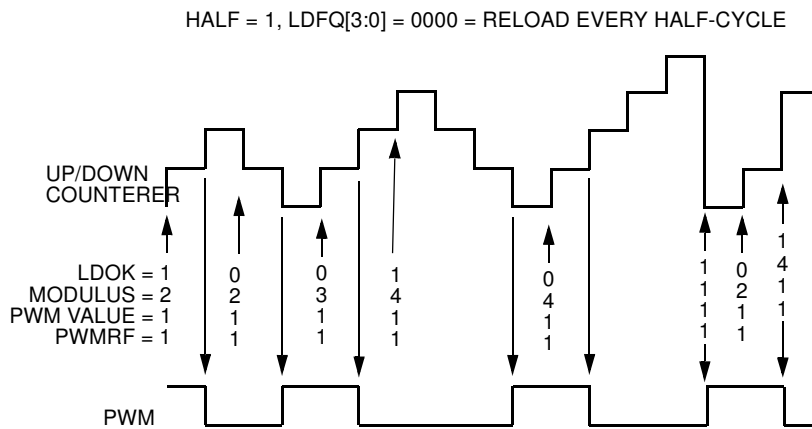 HALF = 1, LDFQ[3:0] = 0000 = RELOAD EVERY HALF-CYCLE
UP/DOWN
COUNTERER
LDOK = 1 0 0 1 0 1 0 1
MODULUS = 2 2 3 4 4 1 2 4
PWM VALUE = 1 1 1 1 1 1 1 1
PWMRF = 1 1 1 1 1 1 1 1
PWM